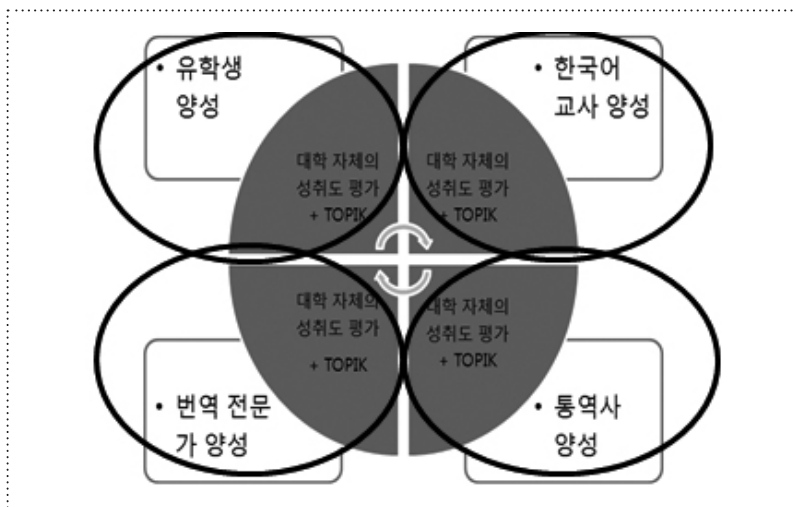 • 유학생
양성
• 한국어
교사 양성
대학 자체의
성취도 평가
+ TOPIK
대학 자체의
성취도 평가
+ TOPIK
대학 자체의
성취도 평가
+ TOPIK
대학 자체의
성취도 평가
+ TOPIK
• 번역 전문
가 양성
• 통역사
양성